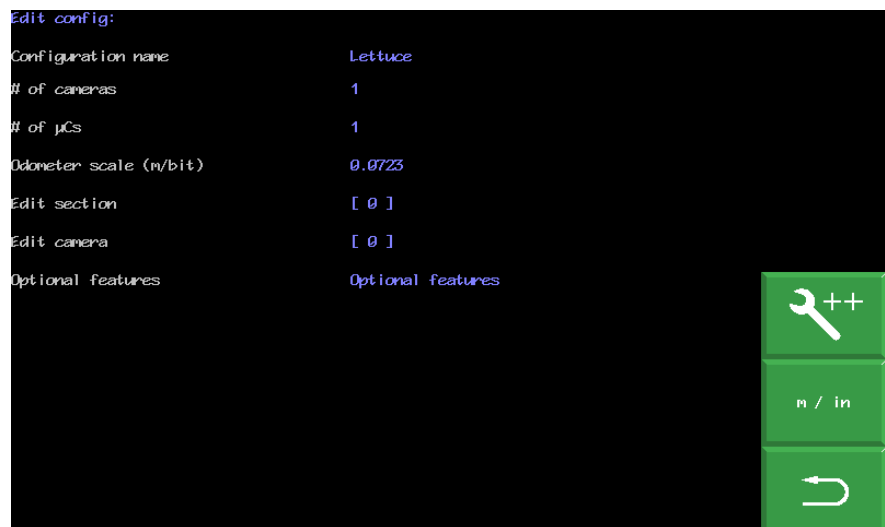 Edit config:
Configuration name Lettuce
# of cameras 1
# of µCs 1
Odometer scale (m/bit) 0.0723
Edit section [ 0 ]
Edit camera [ 0 ]
Optional features Optional features
++
m / in